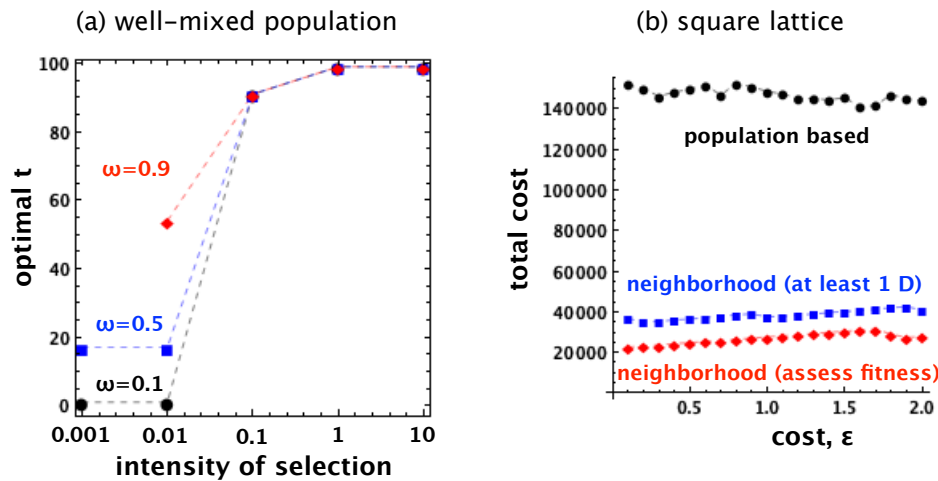 (a) well-mixed population
100
80
60
40
20
0
optimal t
ω=0.9
ω=0.5
ω=0.1
0.001 0.01 0.1 1 10
intensity of selection
(b) square lattice
140000
120000
100000
80000
60000
40000
20000
total cost
population based
neighborhood (at least 1 D)
neighborhood (assess fitness)
0.5 1.0 1.5 2.0
cost, ε